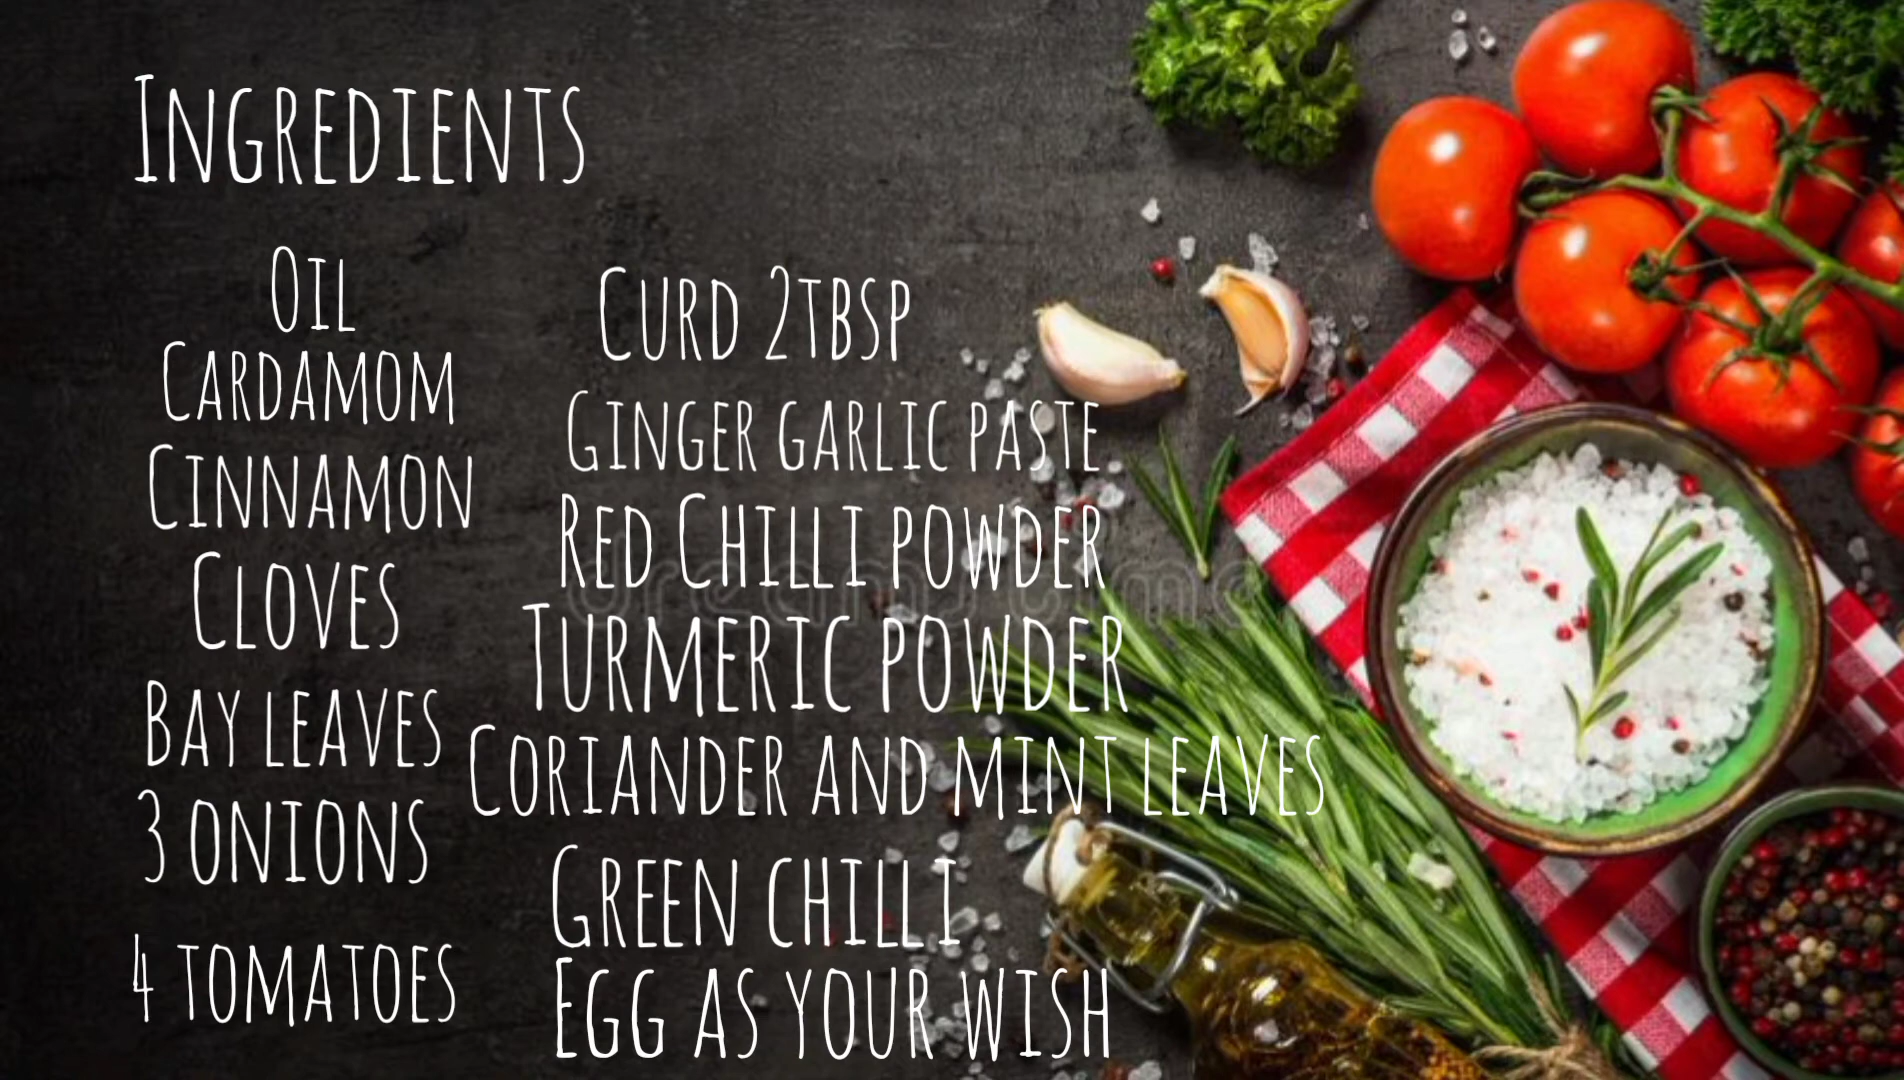 Ingredients
Oil
Cardamom
Cinnamon
Cloves
Bay leaves
3 onions
4 tomatoes
Curd 2tbsp
Ginger garlic paste
Red Chilli powder
Turmeric powder
Coriander and mint leaves
Green chilli
Egg as your wish